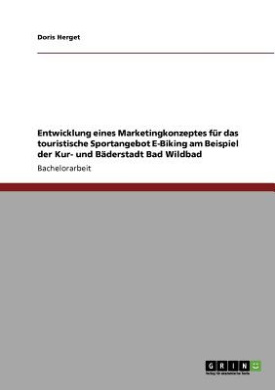 Doris Herget
Entwicklung eines Marketingkonzeptes für das
touristische Sportangebot E-Biking am Beispiel
der Kur- und Bäderstadt Bad Wildbad
Bachelorarbeit
GRIN